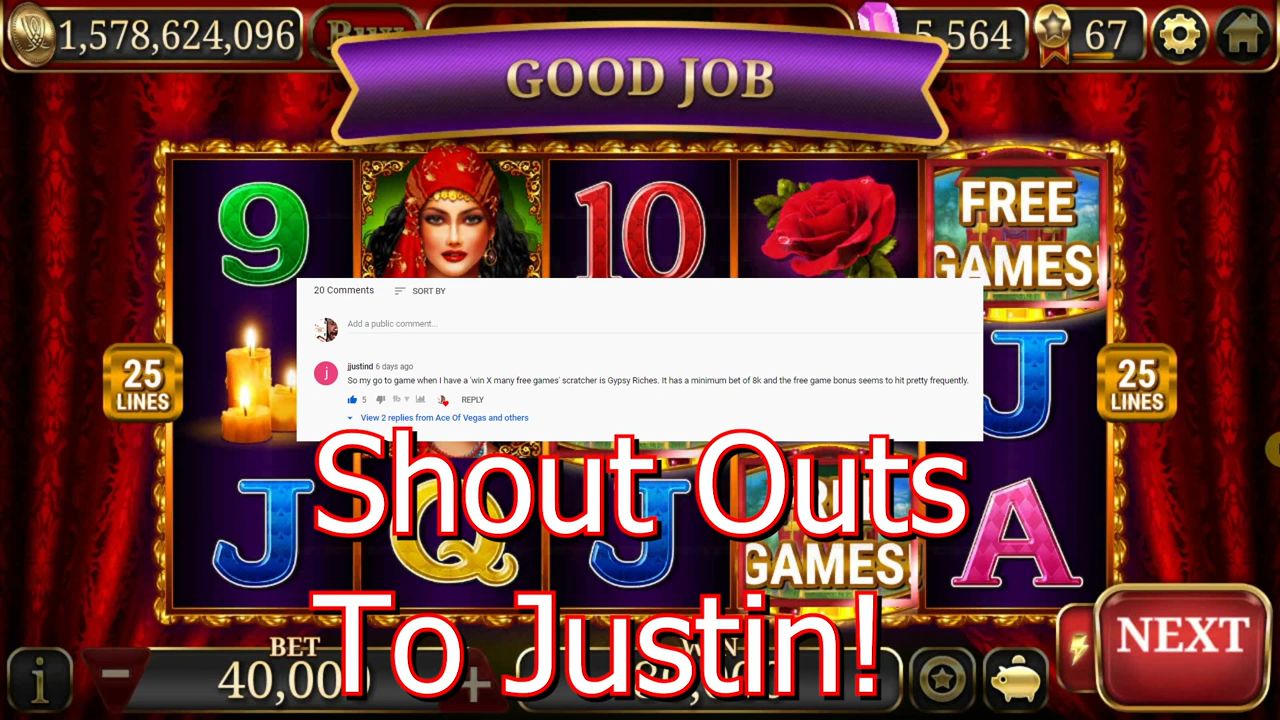 1,578,624,096
Buy
5,564
67
GOOD JOB
9
10
FREE
GAMES!
20 Comments SORT BY
Add a public comment...
j
jjustind 6 days ago
So my go to game when I have a 'win X many free games' scratcher is Gypsy Riches. It has a minimum bet of 8k and the free game bonus seems to hit pretty frequently.
5 REPLY
View 2 replies from Ace Of Vegas and others
25
LINES
J
25
LINES
Shout Outs
J
Q
J
GAMES!
A
To Justin!
BET
40,000
WIN
NEXT
i